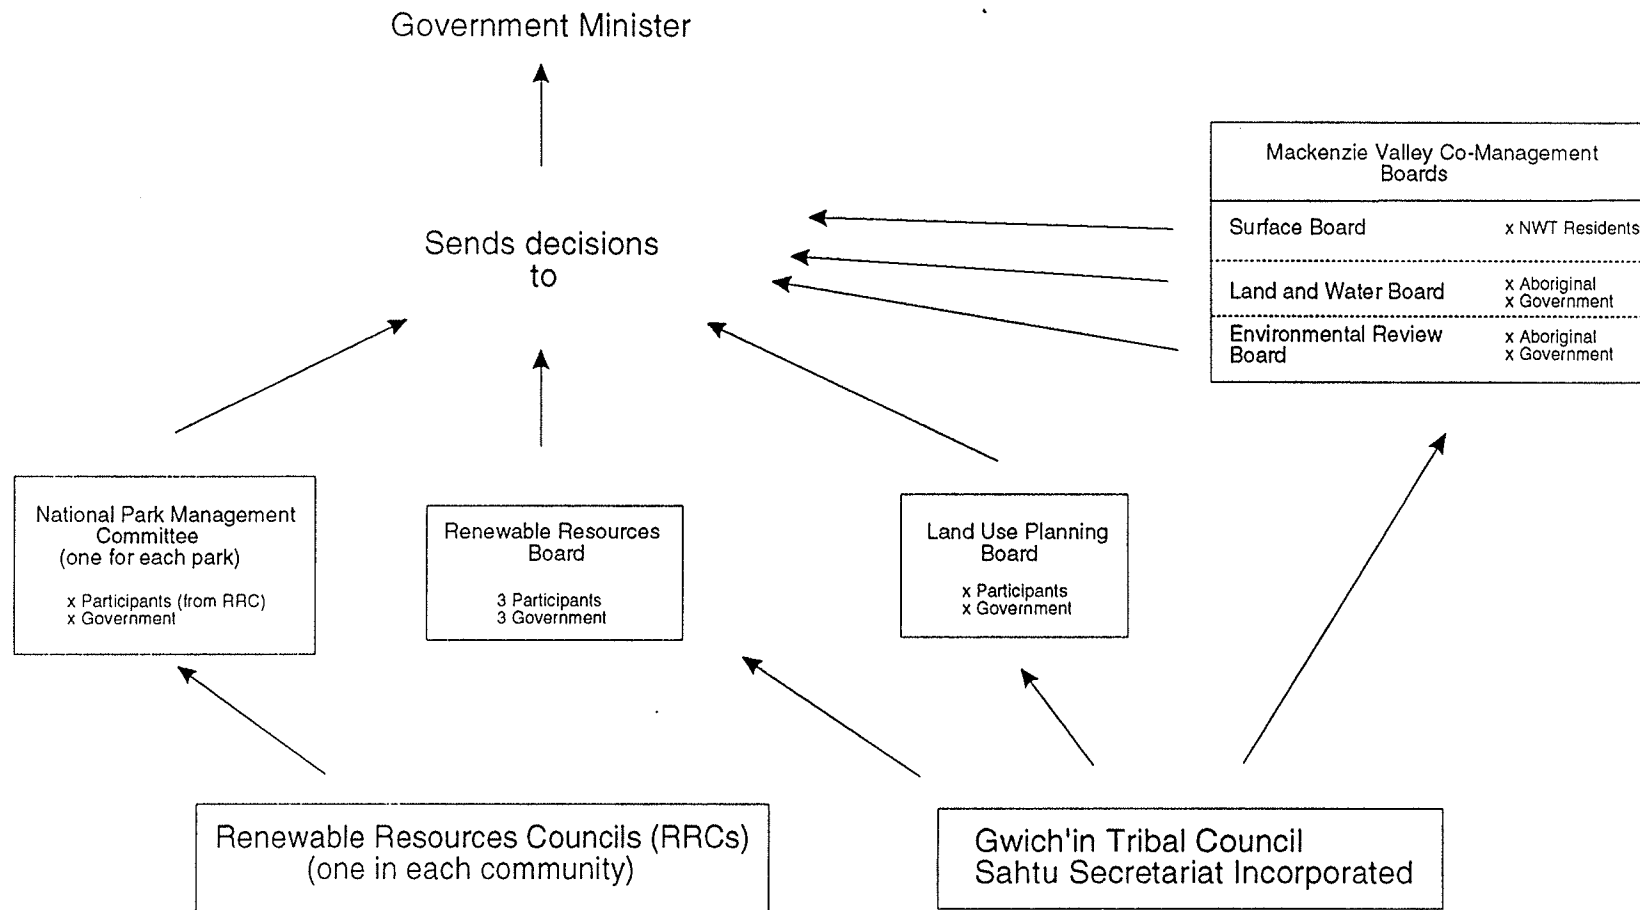 Government Minister
Sends decisions
to
Mackenzie Valley Co-Management
Boards
Surface Board x NWT Residents
Land and Water Board x Aboriginal
x Government
Environmental Review
Board
x Aboriginal
x Government
National Park Management
Committee
(one for each park)
x Participants (from RRC)
x Government
Renewable Resources
Board
3 Participants
3 Government
Land Use Planning
Board
x Participants
x Government
Renewable Resources Councils (RRCs)
(one in each community)
Gwich'in Tribal Council
Sahtu Secretariat Incorporated